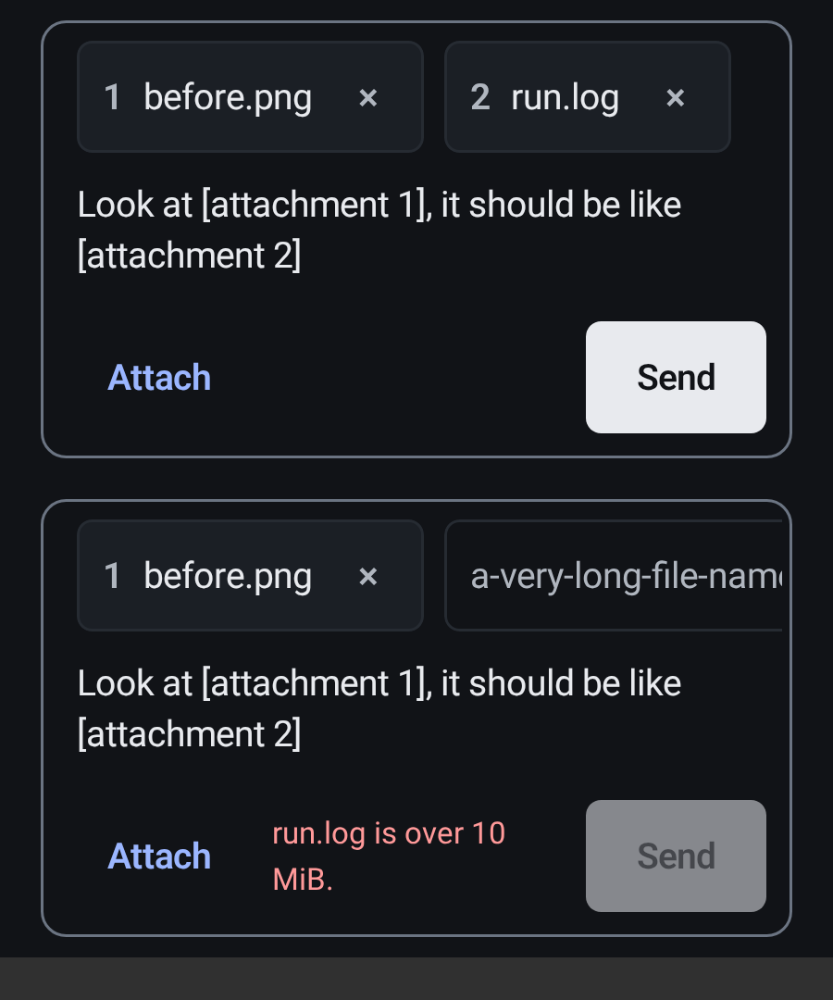 1 before.png × 2 run.log ×
Look at [attachment 1], it should be like
[attachment 2]
Attach Send
1 before.png × a-very-long-file-nam
Look at [attachment 1], it should be like
[attachment 2]
Attach run.log is over 10 Send
MiB.